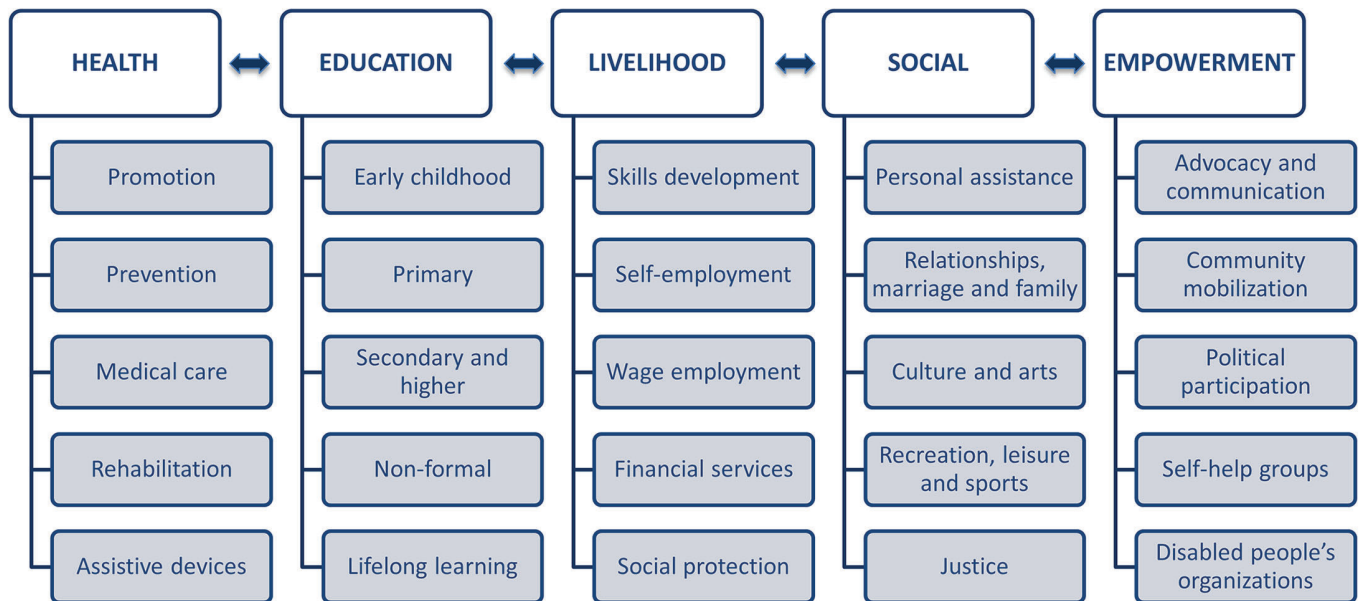 HEALTH
EDUCATION
LIVELIHOOD
SOCIAL
EMPOWERMENT
Promotion
Prevention
Medical care
Rehabilitation
Assistive devices
Early childhood
Primary
Secondary and
higher
Non-formal
Lifelong learning
Skills development
Self-employment
Wage employment
Financial services
Social protection
Personal assistance
Relationships,
marriage and family
Culture and arts
Recreation, leisure
and sports
Justice
Advocacy and
communication
Community
mobilization
Political
participation
Self-help groups
Disabled people’s
organizations